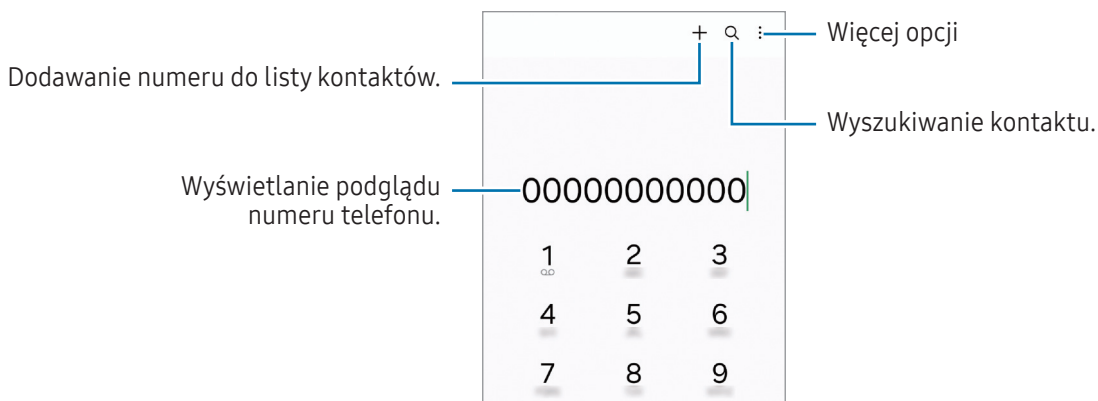 Więcej opcji
Dodawanie numeru do listy kontaktów.
Wyszukiwanie kontaktu.
Wyświetlanie podglądu
numeru telefonu.
00000000000
1 2 3
4 5 6
7 8 9